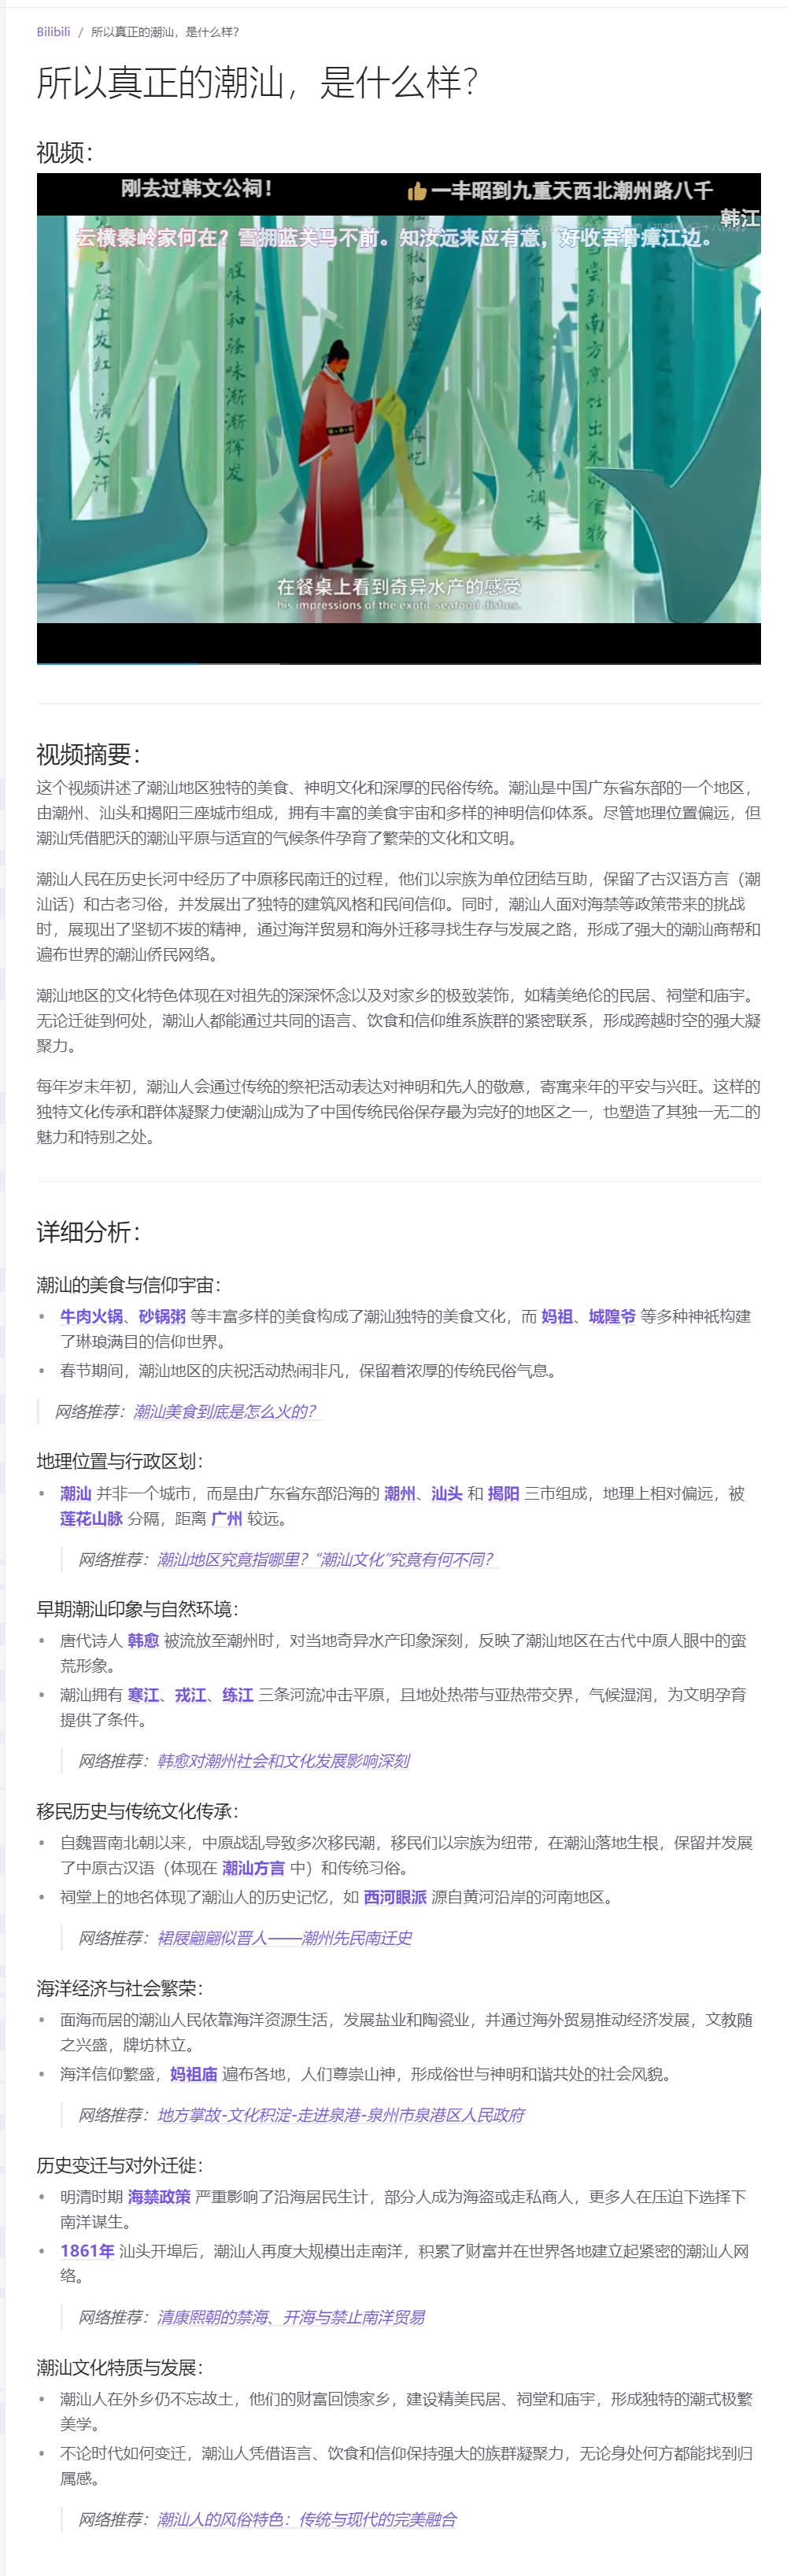 Bilibili / 所以真正的潮汕，是什么样？
所以真正的潮汕，是什么样？
视频：
刚去过韩文公祠！
一丰昭到九重天西北潮州路八千
韩江
云横秦岭家何在？雪拥蓝关马不前。知汝远来应有意，好收吾骨瘴江边。
脸上发红 满头大汗
腥味和臊味渐渐挥发
椒和橙
再吃
行调味
当尝到南方烹饪出来的食物
在餐桌上看到奇异水产的感受
his impressions of the exotic seafood dishes.
视频摘要：
这个视频讲述了潮汕地区独特的美食、神明文化和深厚的民俗传统。潮汕是中国广东省东部的一个地区，
由潮州、汕头和揭阳三座城市组成，拥有丰富的美食宇宙和多样的神明信仰体系。尽管地理位置偏远，但
潮汕凭借肥沃的潮汕平原与适宜的气候条件孕育了繁荣的文化和文明。
潮汕人民在历史长河中经历了中原移民南迁的过程，他们以宗族为单位团结互助，保留了古汉语方言（潮
汕话）和古老习俗，并发展出了独特的建筑风格和民间信仰。同时，潮汕人面对海禁等政策带来的挑战
时，展现出了坚韧不拔的精神，通过海洋贸易和海外迁移寻找生存与发展之路，形成了强大的潮汕商帮和
遍布世界的潮汕侨民网络。
潮汕地区的文化特色体现在对祖先的深深怀念以及对家乡的极致装饰，如精美绝伦的民居、祠堂和庙宇。
无论迁徙到何处，潮汕人都能通过共同的语言、饮食和信仰维系族群的紧密联系，形成跨越时空的强大凝
聚力。
每年岁末年初，潮汕人会通过传统的祭祀活动表达对神明和先人的敬意，寄寓来年的平安与兴旺。这样的
独特文化传承和群体凝聚力使潮汕成为了中国传统民俗保存最为完好的地区之一，也塑造了其独一无二的
魅力和特别之处。
详细分析：
潮汕的美食与信仰宇宙：
• 牛肉火锅、砂锅粥 等丰富多样的美食构成了潮汕独特的美食文化，而 妈祖、城隍爷 等多种神祇构建
了琳琅满目的信仰世界。
• 春节期间，潮汕地区的庆祝活动热闹非凡，保留着浓厚的传统民俗气息。
网络推荐：潮汕美食到底是怎么火的？
地理位置与行政区划：
• 潮汕 并非一个城市，而是由广东省东部沿海的 潮州、汕头 和 揭阳 三市组成，地理上相对偏远，被
莲花山脉 分隔，距离 广州 较远。
网络推荐：潮汕地区究竟指哪里？“潮汕文化”究竟有何不同？
早期潮汕印象与自然环境：
• 唐代诗人 韩愈 被流放至潮州时，对当地奇异水产印象深刻，反映了潮汕地区在古代中原人眼中的蛮
荒形象。
• 潮汕拥有 寒江、戎江、练江 三条河流冲击平原，且地处热带与亚热带交界，气候湿润，为文明孕育
提供了条件。
网络推荐：韩愈对潮州社会和文化发展影响深刻
移民历史与传统文化传承：
• 自魏晋南北朝以来，中原战乱导致多次移民潮，移民们以宗族为纽带，在潮汕落地生根，保留并发展
了中原古汉语（体现在 潮汕方言 中）和传统习俗。
• 祠堂上的地名体现了潮汕人的历史记忆，如 西河眼派 源自黄河沿岸的河南地区。
网络推荐：裙屐翩翩似晋人——潮州先民南迁史
海洋经济与社会繁荣：
• 面海而居的潮汕人民依靠海洋资源生活，发展盐业和陶瓷业，并通过海外贸易推动经济发展，文教随
之兴盛，牌坊林立。
• 海洋信仰繁盛，妈祖庙 遍布各地，人们尊崇山神，形成俗世与神明和谐共处的社会风貌。
网络推荐：地方掌故-文化积淀-走进泉港-泉州市泉港区人民政府
历史变迁与对外迁徙：
• 明清时期 海禁政策 严重影响了沿海居民生计，部分人成为海盗或走私商人，更多人在压迫下选择下
南洋谋生。
• 1861年 汕头开埠后，潮汕人再度大规模出走南洋，积累了财富并在世界各地建立起紧密的潮汕人网
络。
网络推荐：清康熙朝的禁海、开海与禁止南洋贸易
潮汕文化特质与发展：
• 潮汕人在外乡仍不忘故土，他们的财富回馈家乡，建设精美民居、祠堂和庙宇，形成独特的潮式极繁
美学。
• 不论时代如何变迁，潮汕人凭借语言、饮食和信仰保持强大的族群凝聚力，无论身处何方都能找到归
属感。
网络推荐：潮汕人的风俗特色：传统与现代的完美融合